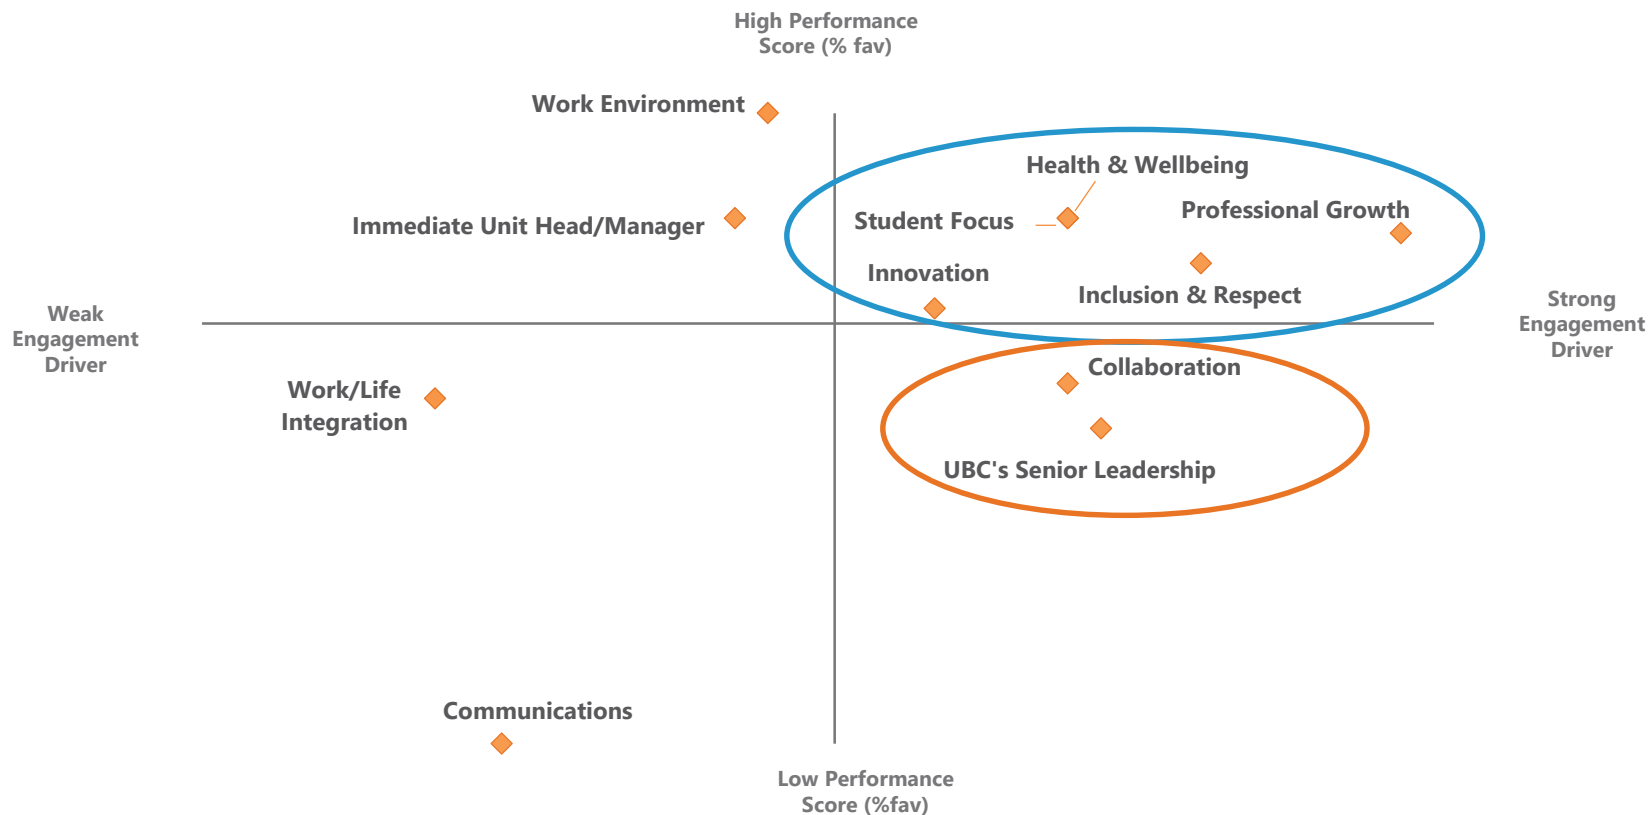 High Performance
Score (% fav)
Work Environment
Health & Wellbeing
Professional Growth
Student Focus
Immediate Unit Head/Manager
Innovation
Inclusion & Respect
Weak
Engagement
Driver
Strong
Engagement
Driver
Collaboration
Work/Life
Integration
UBC's Senior Leadership
Communications
Low Performance
Score (%fav)